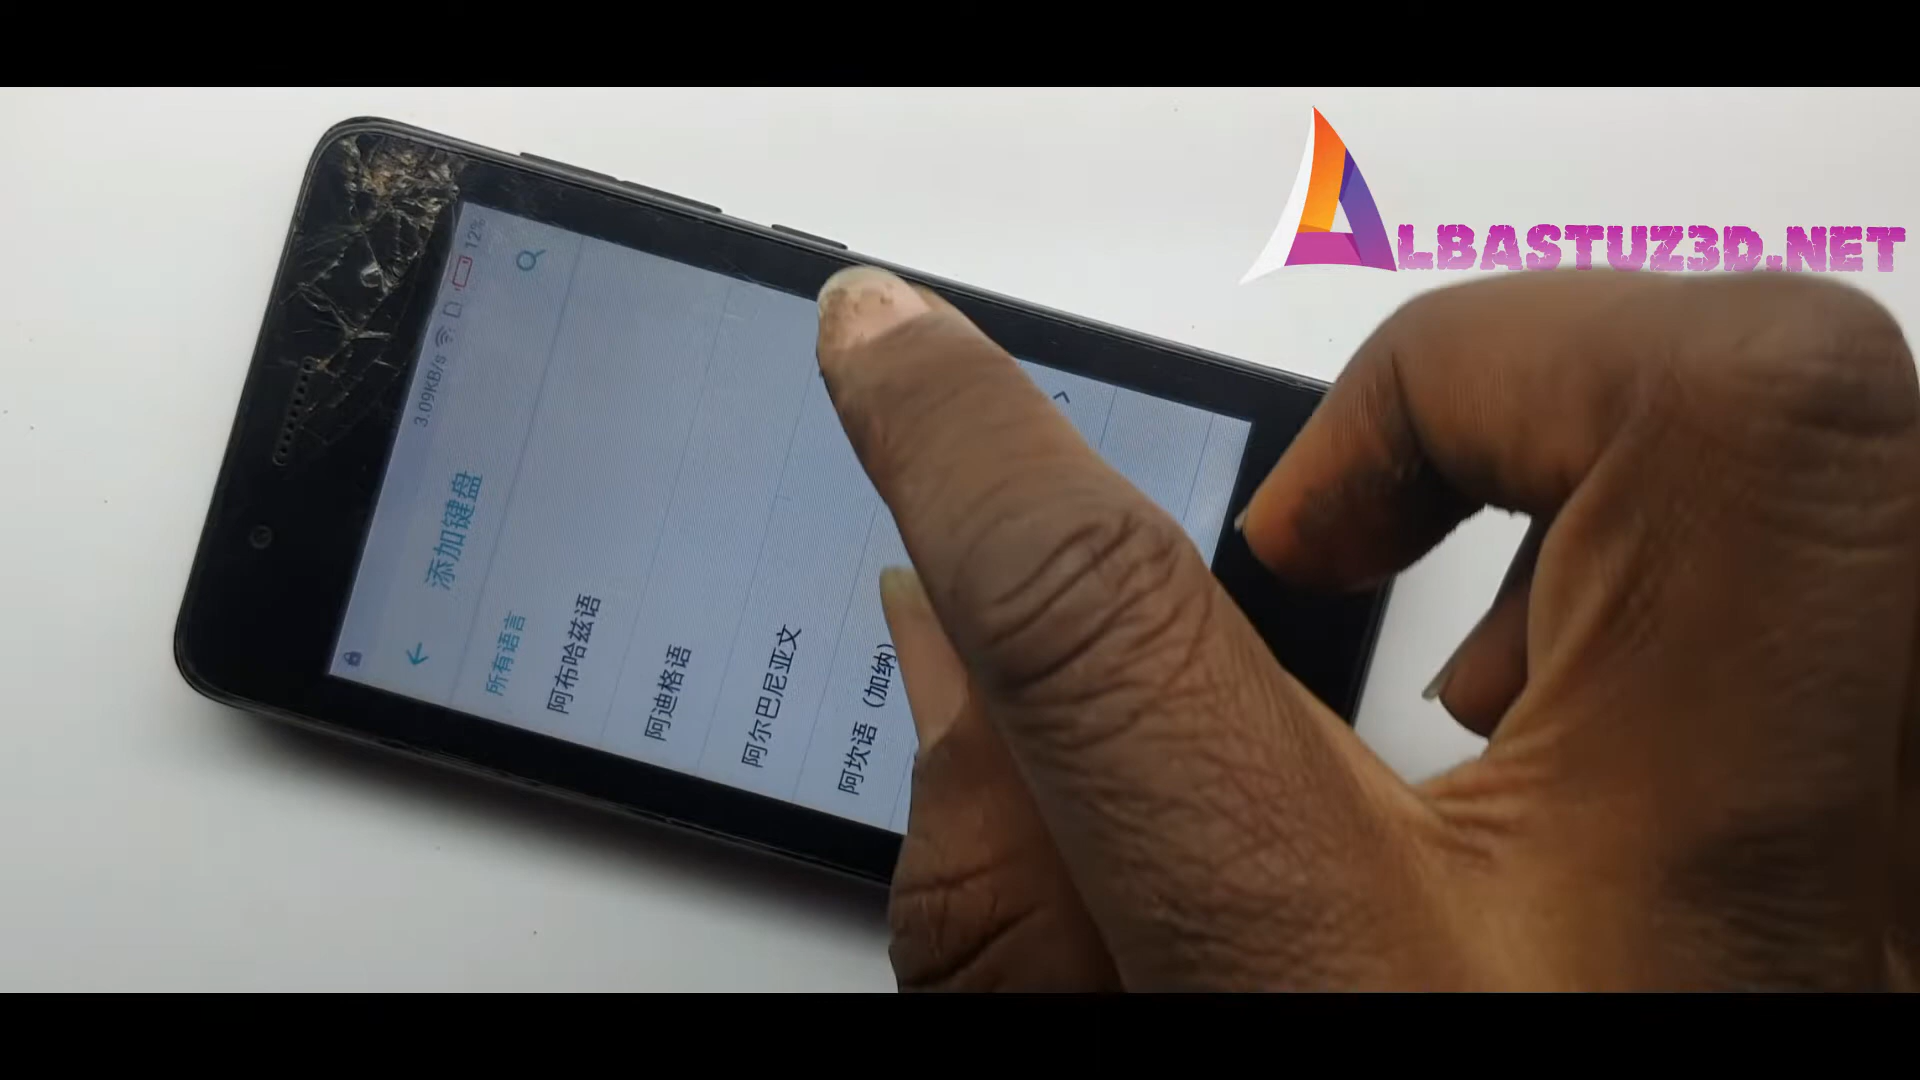 3.09KB/s 12%
添加键盘
所有语言
阿布哈兹语
阿迪格语
阿尔巴尼亚文
阿坎语（加纳）
ALBASTUZ3D.NET